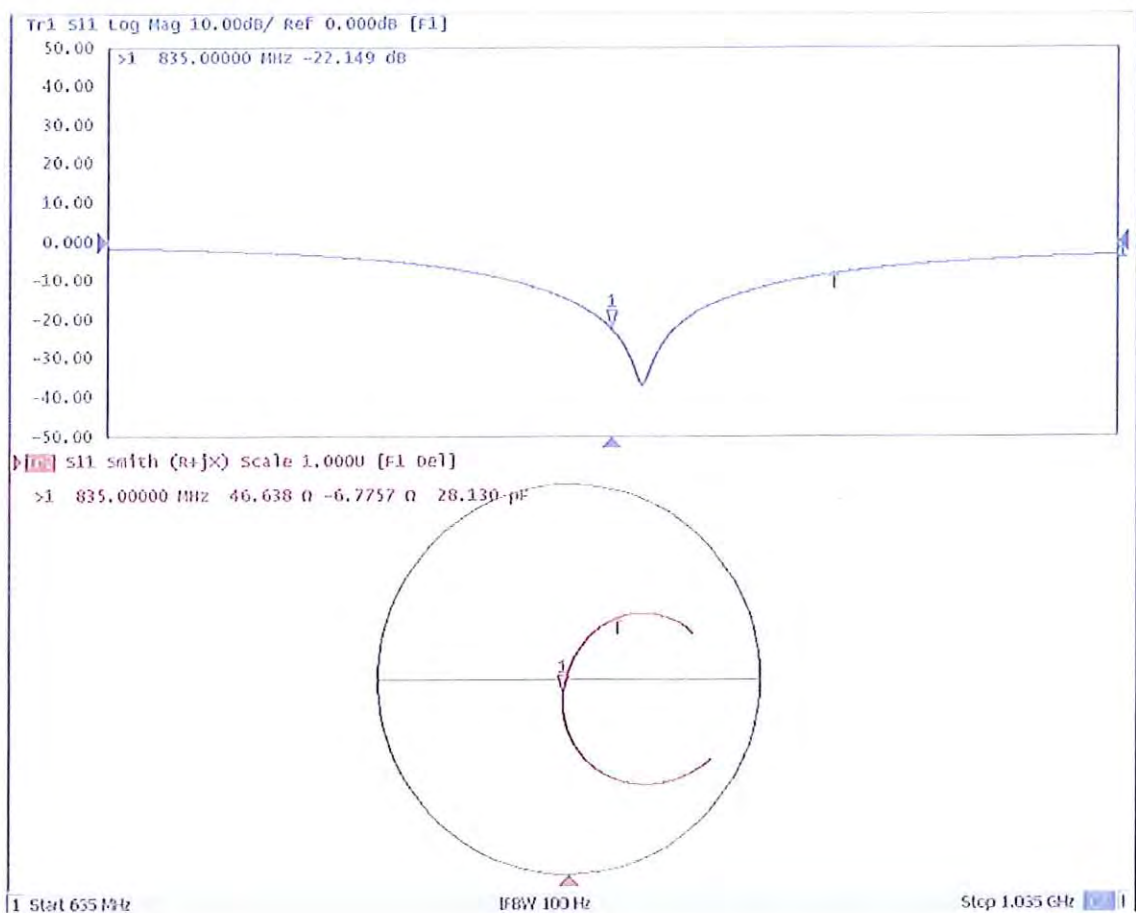 Tr1 S11 Log Mag 10.00dB/ Ref 0.000dB [F1]
50.00
>1 835.00000 MHz -22.149 dB
40.00
30.00
20.00
10.00
0.000
-10.00
1
-20.00
-30.00
-40.00
-50.00
S11 Smith (R+jX) Scale 1.000U [F1 Del]
>1 835.00000 MHz 46.638 Ω -6.7757 Ω 28.130 pF
1
1 Start 635 MHz IFBW 100 Hz Stop 1.035 GHz